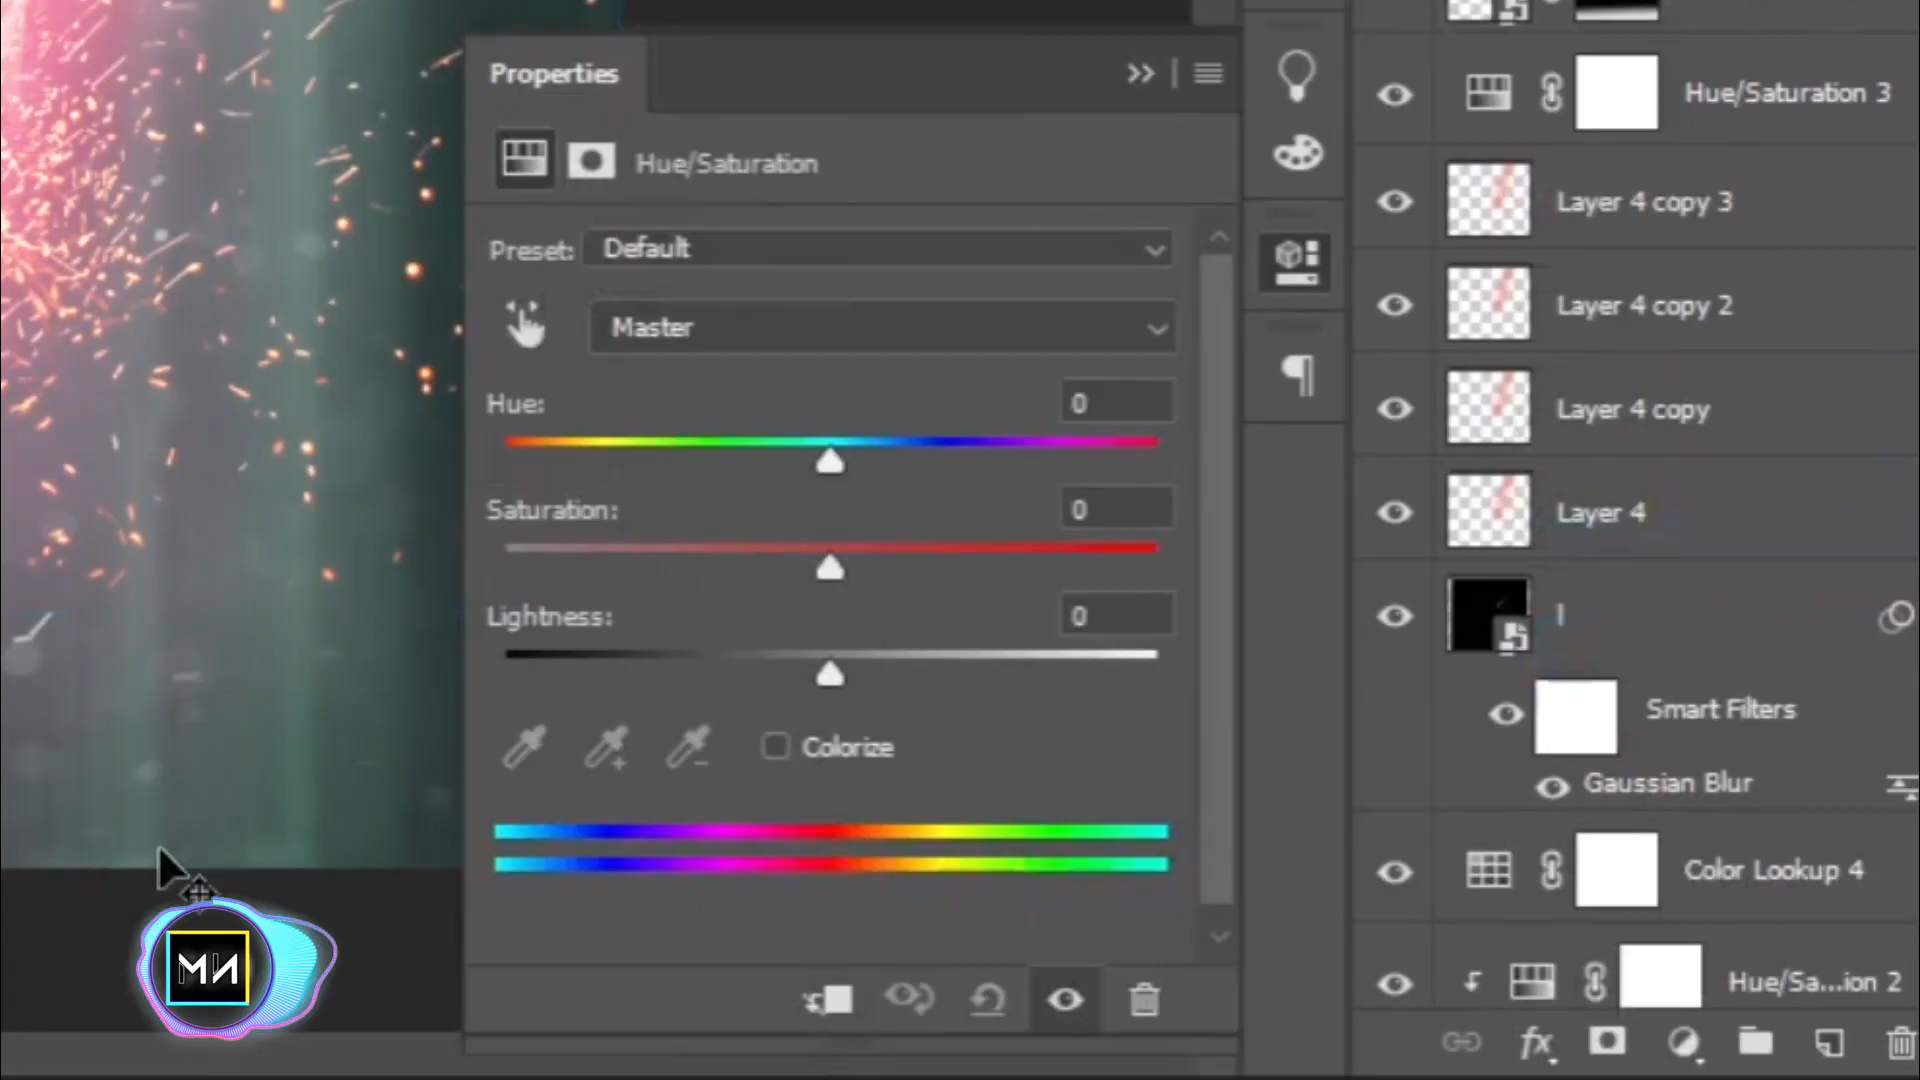 Properties
Hue/Saturation
Preset: Default
Master
Hue: 0
Saturation: 0
Lightness: 0
Colorize
Hue/Saturation 3
Layer 4 copy 3
Layer 4 copy 2
Layer 4 copy
Layer 4
Smart Filters
Gaussian Blur
Color Lookup 4
Hue/Sa...ion 2
fx